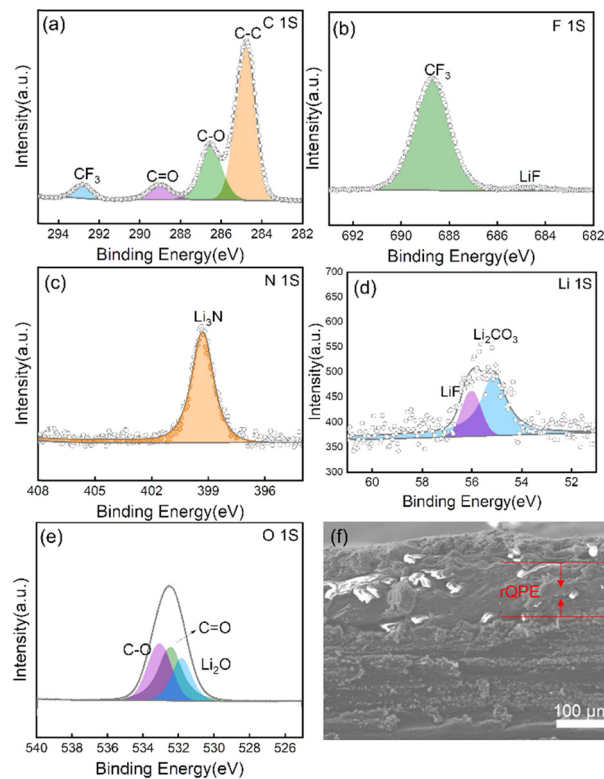 (a) C 1S
C-C
C-O
CF₃
C=O
Intensity(a.u.)
294 292 290 288 286 284 282
Binding Energy(eV)
(b) F 1S
CF₃
LiF
Intensity(a.u.)
692 690 688 686 684 682
Binding Energy(eV)
(c) N 1S
Li₃N
Intensity(a.u.)
408 405 402 399 396
Binding Energy(eV)
(d) Li 1S
Li₂CO₃
LiF
Intensity(a.u.)
700
650
600
550
500
450
400
350
300
60 58 56 54 52
Binding Energy(eV)
(e) O 1S
C=O
C-O
Li₂O
Intensity(a.u.)
540 538 536 534 532 530 528 526
Binding Energy(eV)
(f)
rQPE
100 μm